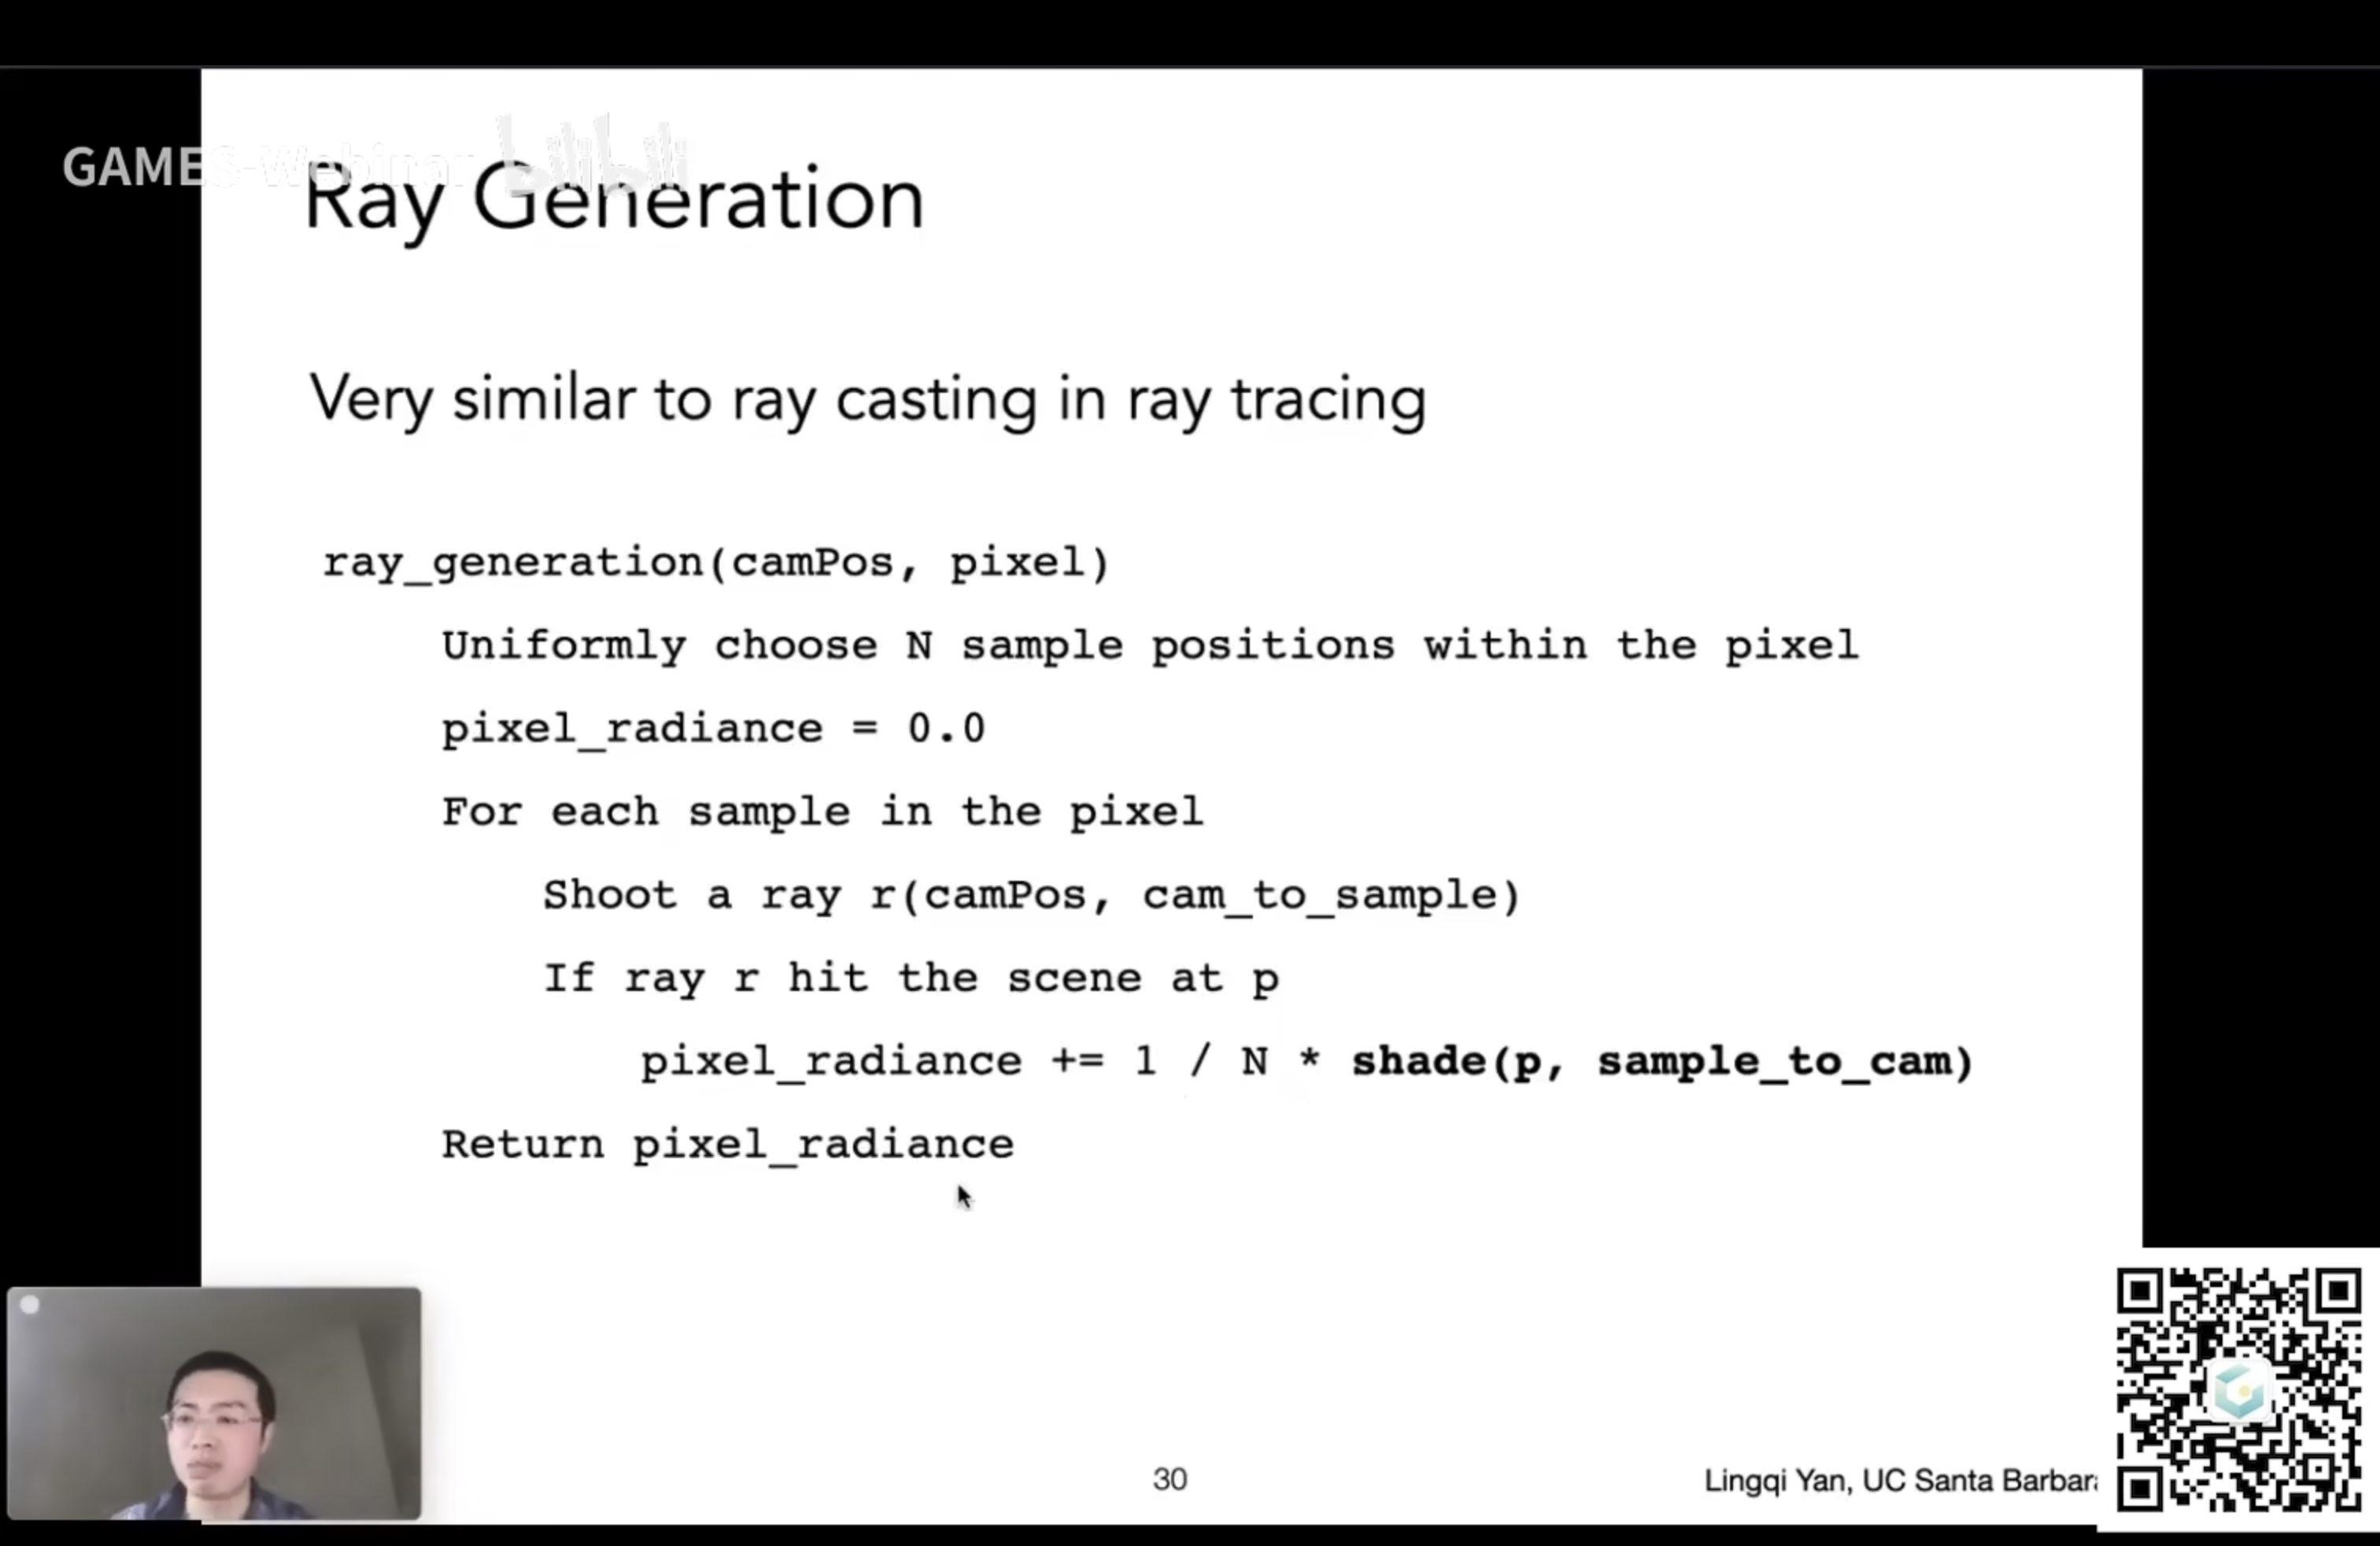 GAMES-Webinar bilibili
Ray Generation
Very similar to ray casting in ray tracing
ray_generation(camPos, pixel)
Uniformly choose N sample positions within the pixel
pixel_radiance = 0.0
For each sample in the pixel
Shoot a ray r(camPos, cam_to_sample)
If ray r hit the scene at p
pixel_radiance += 1 / N * shade(p, sample_to_cam)
Return pixel_radiance
30
Lingqi Yan, UC Santa Barbara